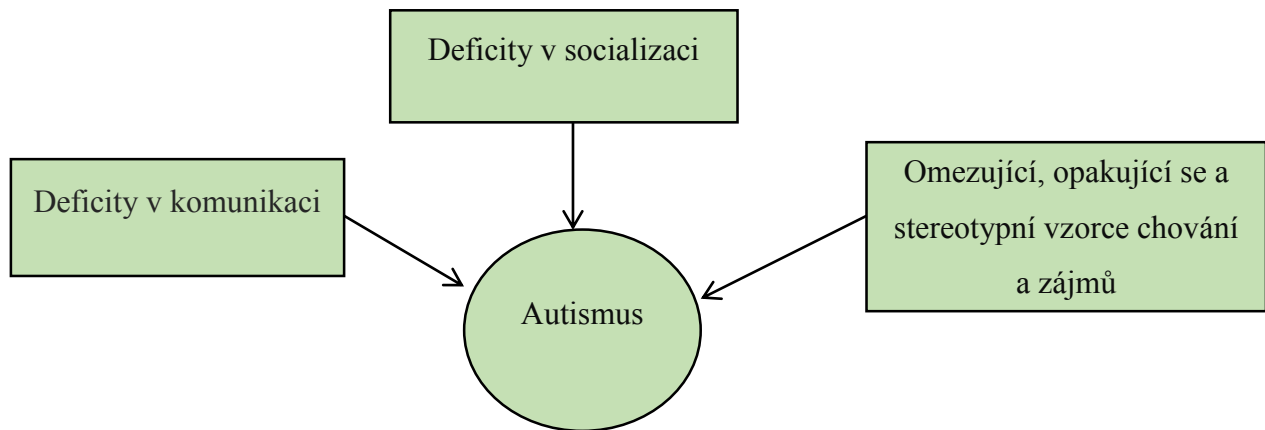 Deficity v socializaci
Deficity v komunikaci
Omezující, opakující se a
stereotypní vzorce chování
a zájmů
Autismus